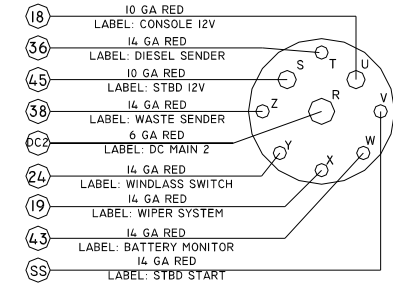 18
10 GA RED
LABEL: CONSOLE 12V
36
14 GA RED
LABEL: DIESEL SENDER
45
10 GA RED
LABEL: STBD 12V
38
14 GA RED
LABEL: WASTE SENDER
DC2
6 GA RED
LABEL: DC MAIN 2
24
14 GA RED
LABEL: WINDLASS SWITCH
19
14 GA RED
LABEL: WIPER SYSTEM
43
14 GA RED
LABEL: BATTERY MONITOR
SS
14 GA RED
LABEL: STBD START
S
T
U
Z
R
V
Y
X
W